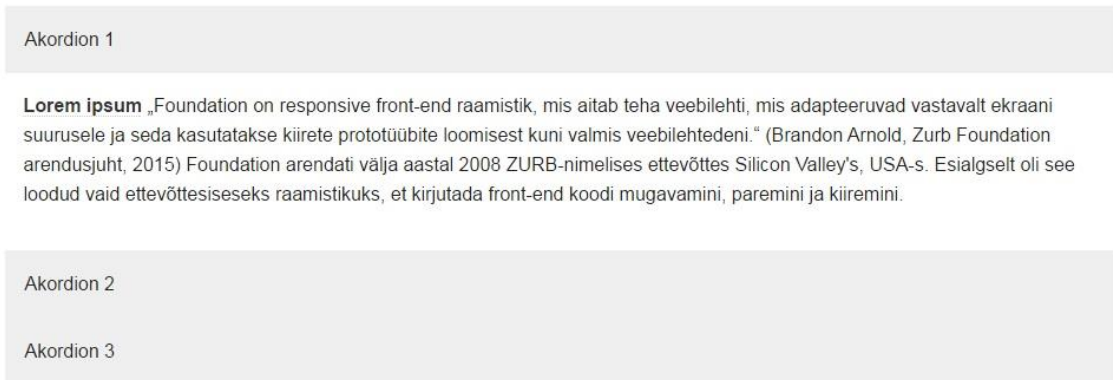 Akordion 1
Lorem ipsum „Foundation on responsive front-end raamistik, mis aitab teha veebilehti, mis adapteeruvad vastavalt ekraani
suurusele ja seda kasutatakse kiirete prototüübite loomisest kuni valmis veebilehtedeni.“ (Brandon Arnold, Zurb Foundation
arendusjuht, 2015) Foundation arendati välja aastal 2008 ZURB-nimelises ettevõttes Silicon Valley's, USA-s. Esialgselt oli see
loodud vaid ettevõttesiseseks raamistikuks, et kirjutada front-end koodi mugavamini, paremini ja kiiremini.
Akordion 2
Akordion 3